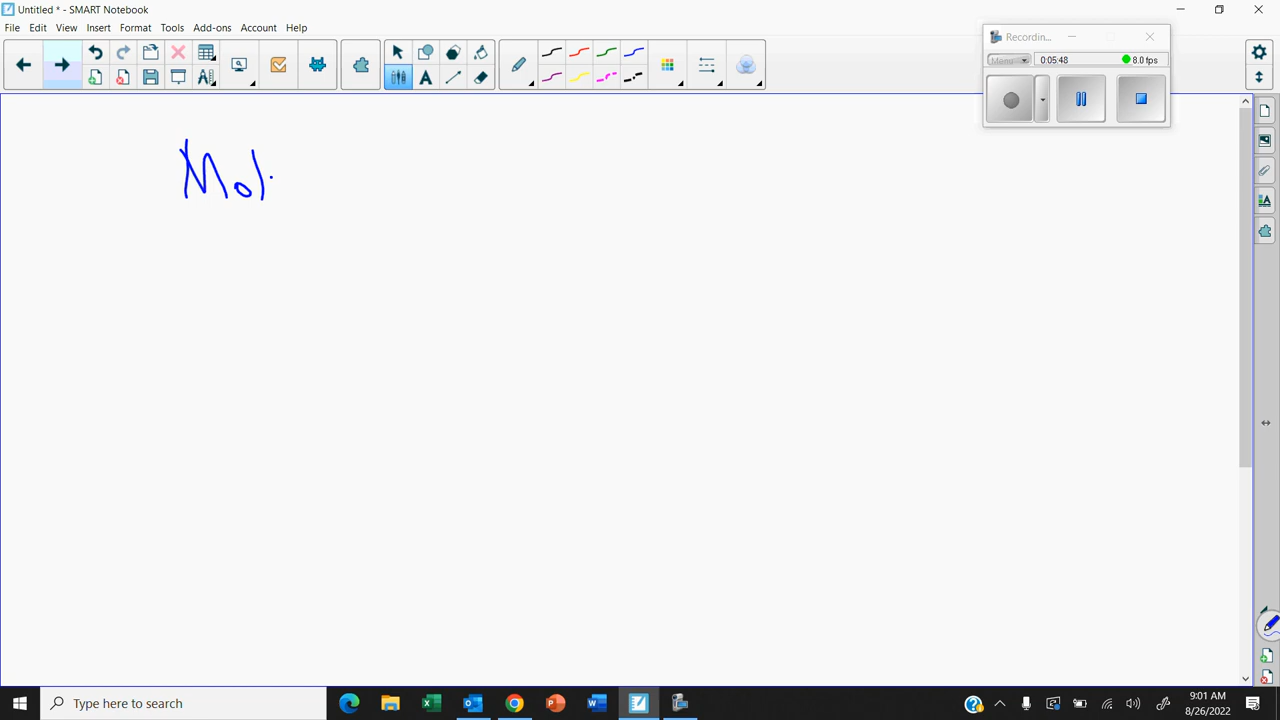 Untitled * - SMART Notebook
File Edit View Insert Format Tools Add-ons Account Help
Recordin...
Menu
0:05:48
8.0 fps
Mol
Type here to search
9:01 AM
8/26/2022